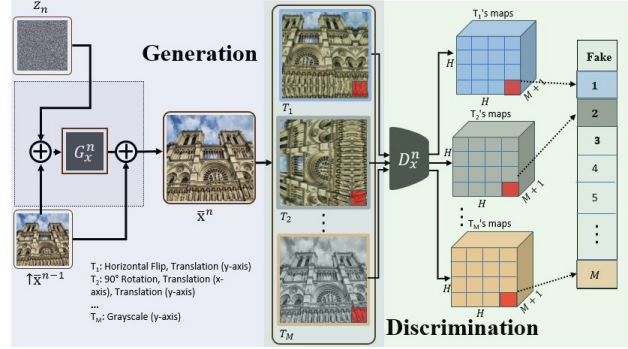 Z_n
Generation
G_x^n
x̄^n
↑x̄^{n-1}
T_1: Horizontal Flip, Translation (y-axis)
T_2: 90° Rotation, Translation (x-
axis), Translation (y-axis)
...
T_M: Grayscale (y-axis)
T_1
T_2
T_M
D_x^n
Discrimination
T_1's maps
H
H
M + 1
T_2's maps
H
H
M + 1
T_M's maps
H
H
M + 1
Fake
1
2
3
4
5
M